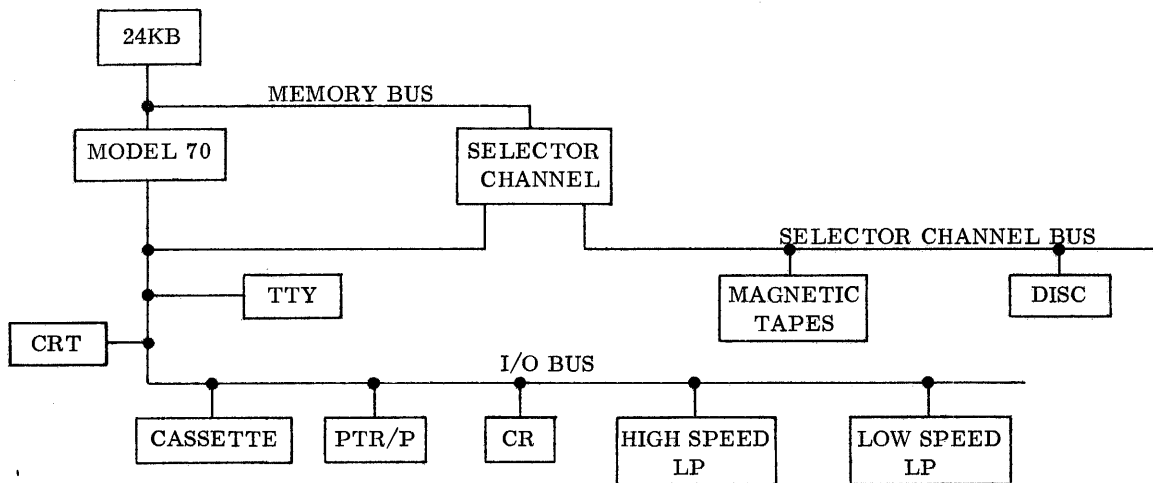 24KB
MEMORY BUS
MODEL 70
SELECTOR
CHANNEL
SELECTOR CHANNEL BUS
TTY
MAGNETIC
TAPES
DISC
CRT
I/O BUS
CASSETTE
PTR/P
CR
HIGH SPEED
LP
LOW SPEED
LP